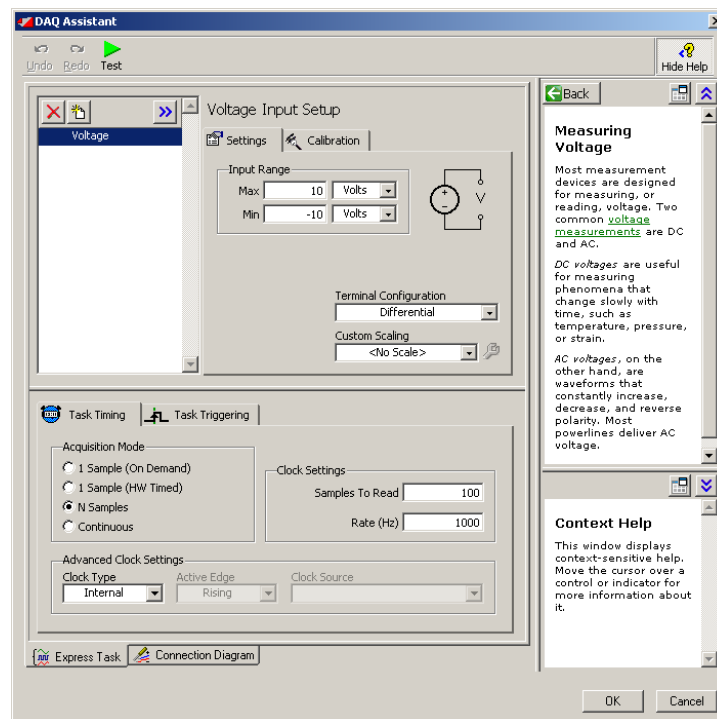 DAQ Assistant
Undo Redo Test
Hide Help
Voltage
Voltage Input Setup
Settings Calibration
Input Range
Max 10 Volts
Min -10 Volts
+
−
V
Terminal Configuration
Differential
Custom Scaling
<No Scale>
Task Timing Task Triggering
Acquisition Mode
1 Sample (On Demand)
1 Sample (HW Timed)
N Samples
Continuous
Clock Settings
Samples To Read 100
Rate (Hz) 1000
Advanced Clock Settings
Clock Type Active Edge Clock Source
Internal Rising
Express Task Connection Diagram
Back
Measuring
Voltage
Most measurement
devices are designed
for measuring, or
reading, voltage. Two
common voltage
measurements are DC
and AC.
DC voltages are useful
for measuring
phenomena that
change slowly with
time, such as
temperature, pressure,
or strain.
AC voltages, on the
other hand, are
waveforms that
constantly increase,
decrease, and reverse
polarity. Most
powerlines deliver AC
voltage.
Context Help
This window displays
context-sensitive help.
Move the cursor over a
control or indicator for
more information about
it.
OK Cancel